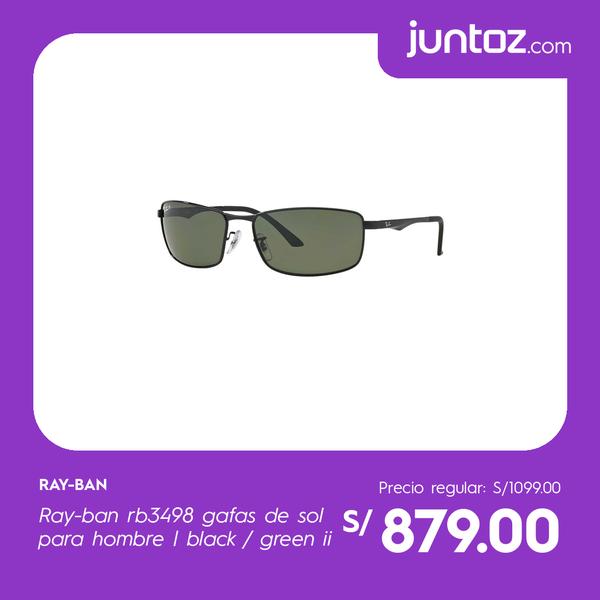 juntoz.com
RAY-BAN
Ray-ban rb3498 gafas de sol
para hombre | black / green ii
Precio regular: S/1099.00
S/ 879.00